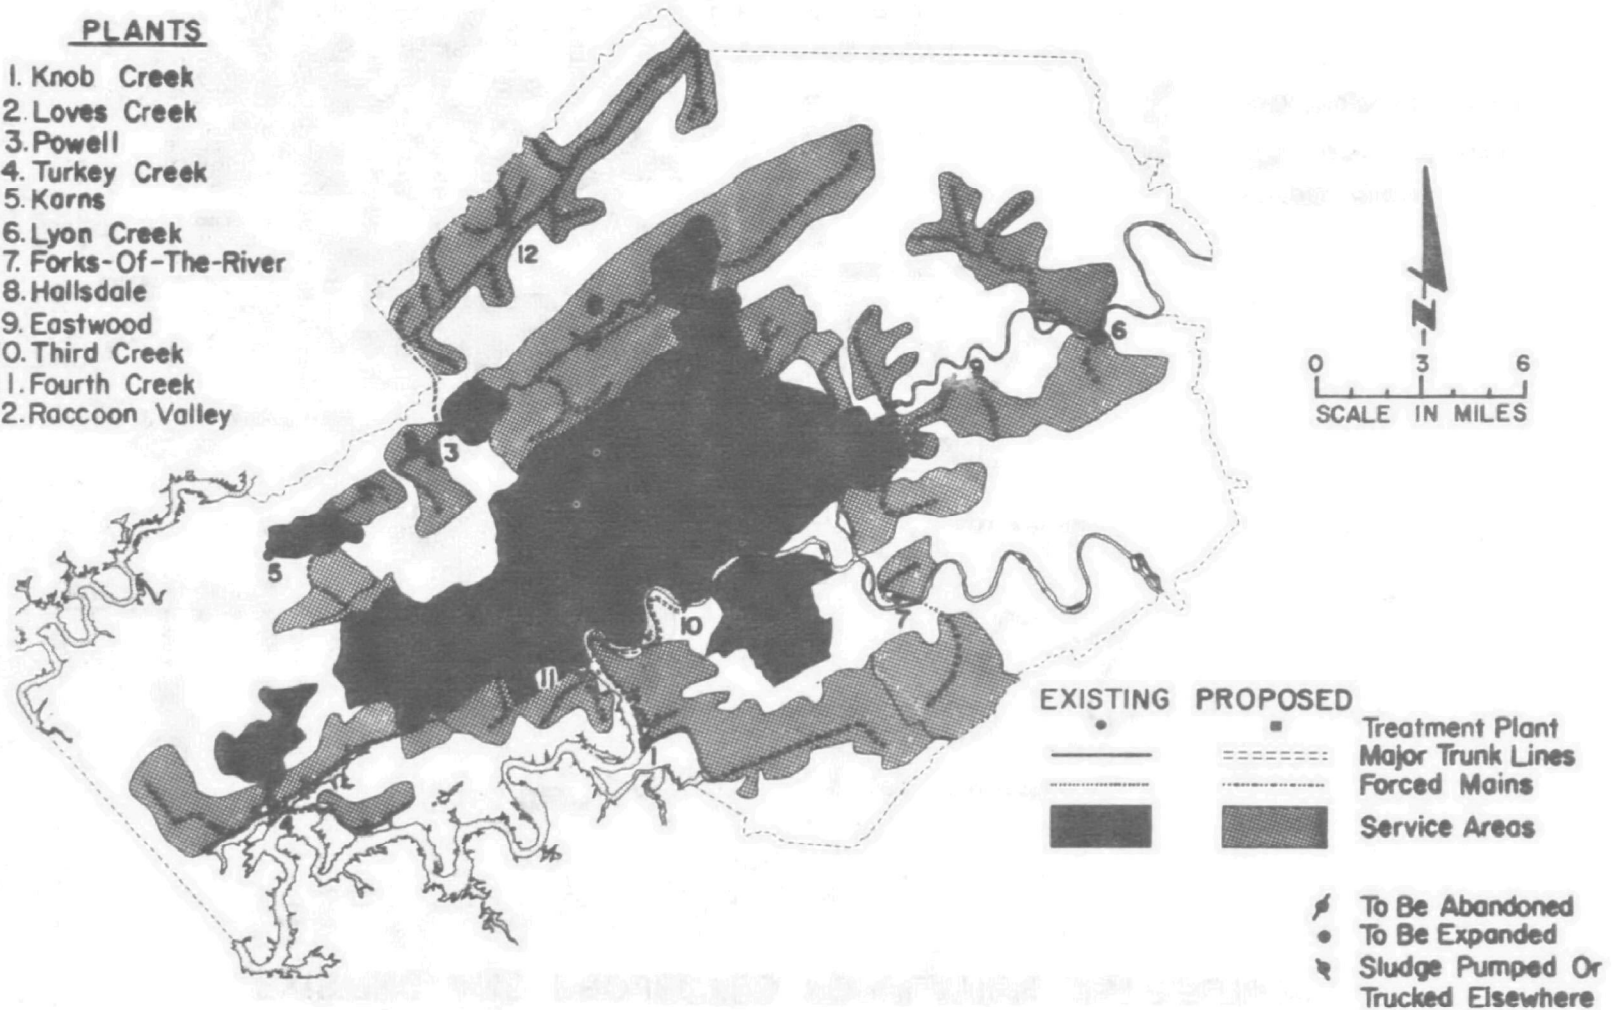 PLANTS
1. Knob Creek
2. Loves Creek
3. Powell
4. Turkey Creek
5. Karns
6. Lyon Creek
7. Forks-Of-The-River
8. Hallsdale
9. Eastwood
0. Third Creek
1. Fourth Creek
2. Raccoon Valley
12
6
9
3
5
7
10
11
1
4
N
0 3 6
SCALE IN MILES
EXISTING PROPOSED
Treatment Plant
Major Trunk Lines
Forced Mains
Service Areas
To Be Abandoned
To Be Expanded
Sludge Pumped Or
Trucked Elsewhere